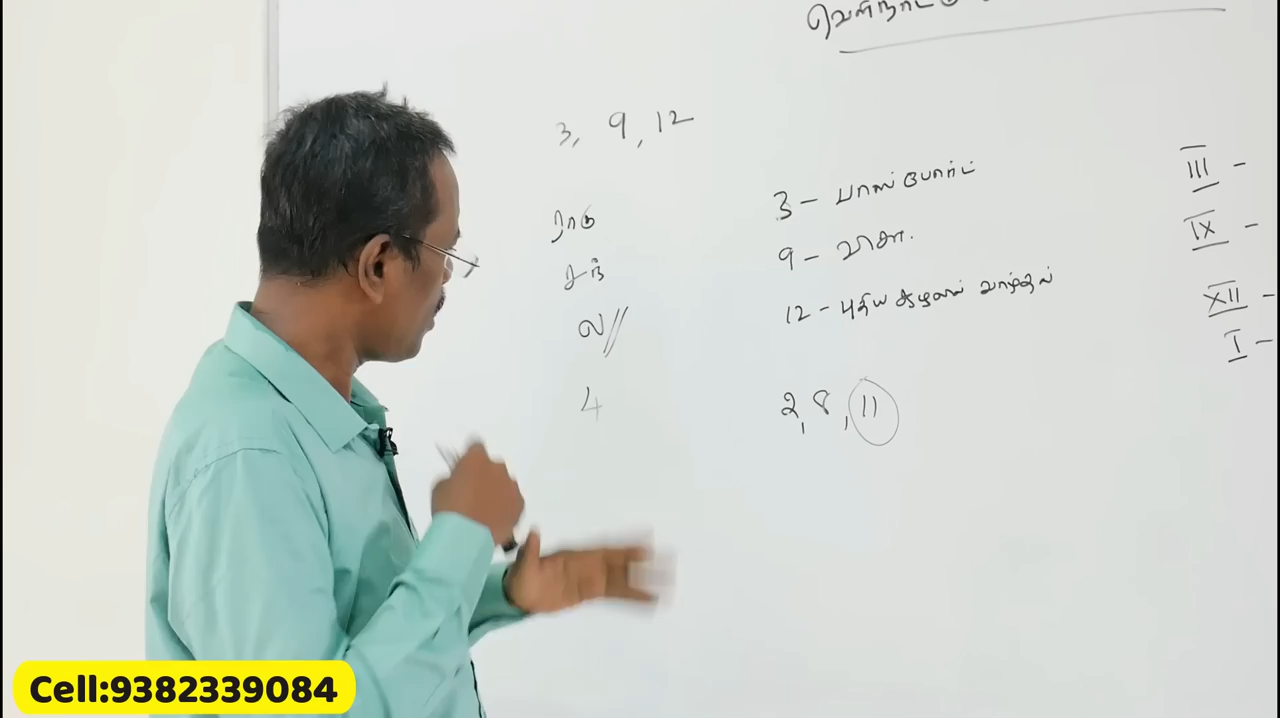 வெளிநாட்டு
3, 9, 12
ராகு
சந்
ல//
4
3 - பாஸ்போர்ட்
9 - விசா.
12 - புதிய சூழலில் வாழ்தல்
2, 8, 11
III -
IX -
XII -
I -
Cell:9382339084